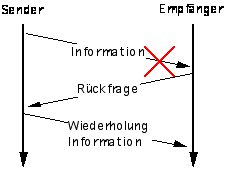 Sender
Empfänger
Information
Rückfrage
Wiederholung
Information